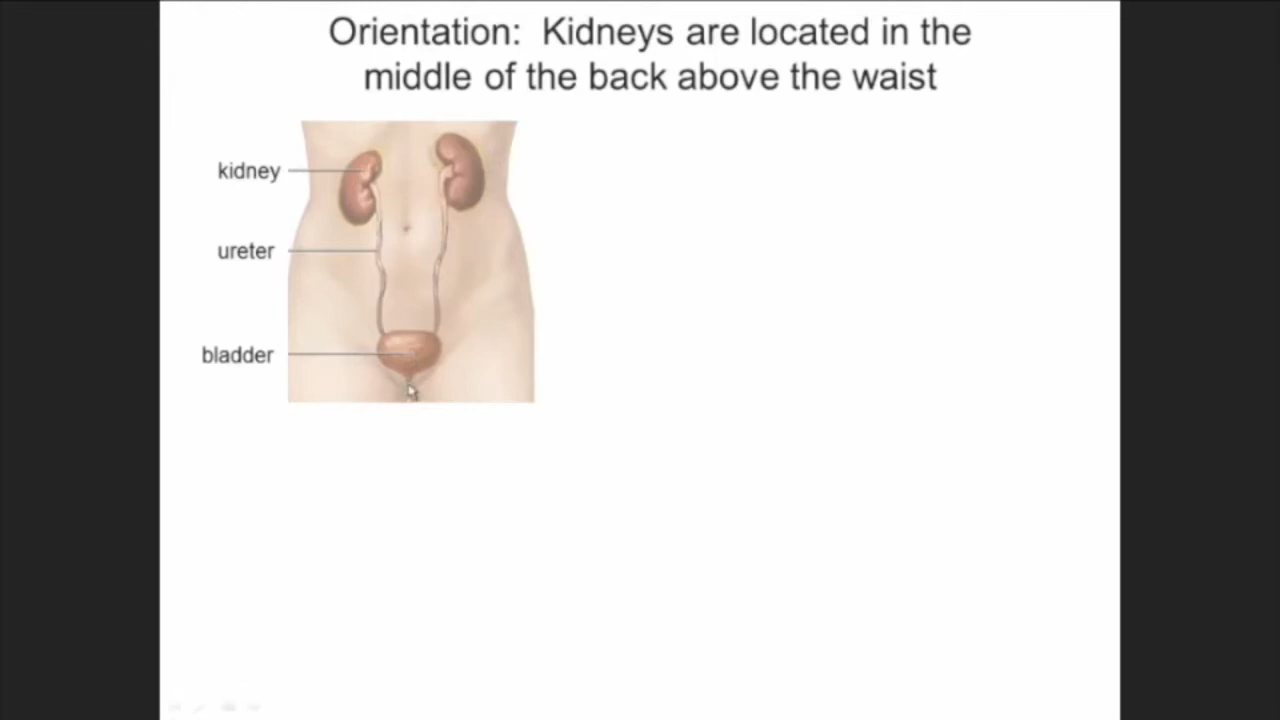 Orientation:  Kidneys are located in the
middle of the back above the waist
kidney
ureter
bladder